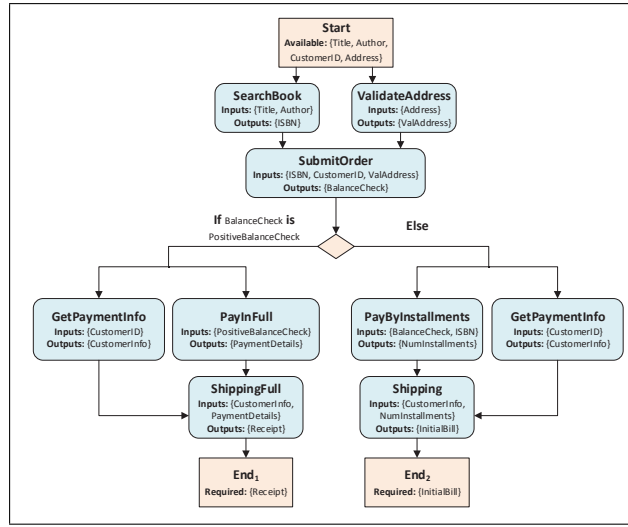 Start
Available: {Title, Author,
CustomerID, Address}
SearchBook
Inputs: {Title, Author}
Outputs: {ISBN}
ValidateAddress
Inputs: {Address}
Outputs: {ValAddress}
SubmitOrder
Inputs: {ISBN, CustomerID, ValAddress}
Outputs: {BalanceCheck}
If BalanceCheck is
PositiveBalanceCheck
Else
GetPaymentInfo
Inputs: {CustomerID}
Outputs: {CustomerInfo}
PayInFull
Inputs: {PositiveBalanceCheck}
Outputs: {PaymentDetails}
PayByInstallments
Inputs: {BalanceCheck, ISBN}
Outputs: {NumInstallments}
GetPaymentInfo
Inputs: {CustomerID}
Outputs: {CustomerInfo}
ShippingFull
Inputs: {CustomerInfo,
PaymentDetails}
Outputs: {Receipt}
Shipping
Inputs: {CustomerInfo,
NumInstallments}
Outputs: {InitialBill}
End₁
Required: {Receipt}
End₂
Required: {InitialBill}